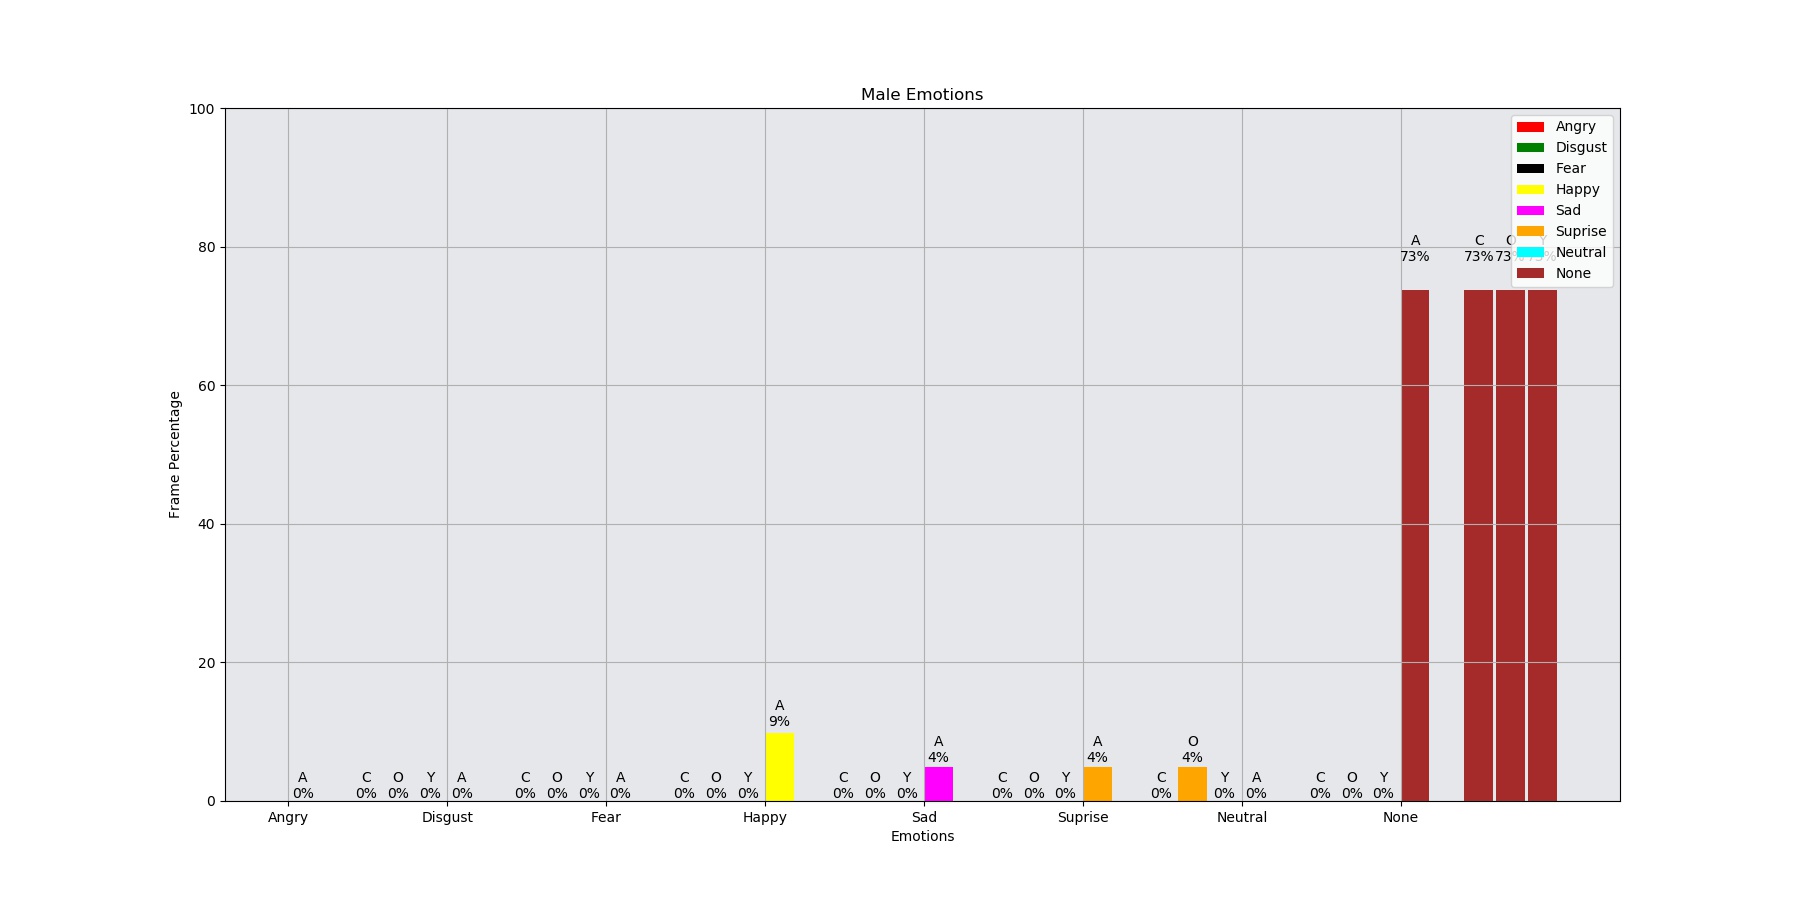 Male Emotions
100
80
60
40
20
0
Frame Percentage
Angry
Disgust
Fear
Happy
Sad
Suprise
Neutral
None
A C O
73% 73% 73%
A
9%
A A O
4% 4% 4%
A C O Y A C O Y A C O Y C O Y C O Y C Y A C O Y
0% 0% 0% 0% 0% 0% 0% 0% 0% 0% 0% 0% 0% 0% 0% 0% 0% 0% 0% 0% 0% 0% 0% 0%
Angry Disgust Fear Happy Sad Suprise Neutral None
Emotions